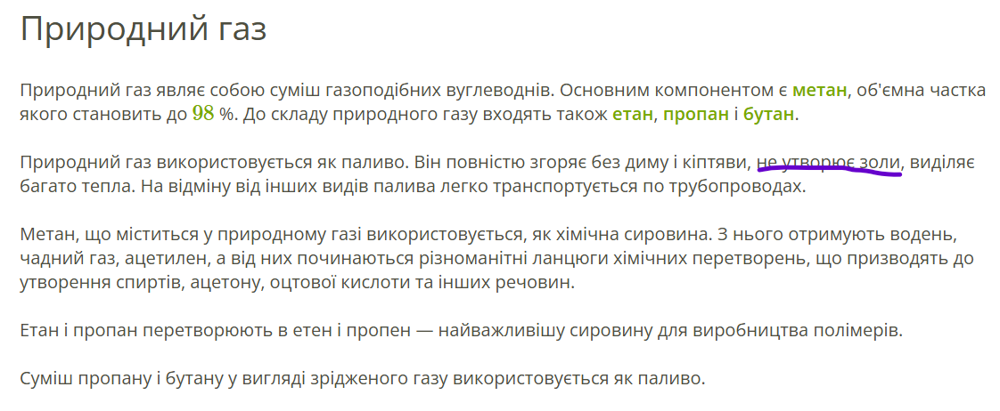 Природний газ
Природний газ являє собою суміш газоподібних вуглеводнів. Основним компонентом є метан, об'ємна частка
якого становить до 98 %. До складу природного газу входять також етан, пропан і бутан.
Природний газ використовується як паливо. Він повністю згоряє без диму і кіптяви, не утворює золи, виділяє
багато тепла. На відміну від інших видів палива легко транспортується по трубопроводах.
Метан, що міститься у природному газі використовується, як хімічна сировина. З нього отримують водень,
чадний газ, ацетилен, а від них починаються різноманітні ланцюги хімічних перетворень, що призводять до
утворення спиртів, ацетону, оцтової кислоти та інших речовин.
Етан і пропан перетворюють в етен і пропен — найважливішу сировину для виробництва полімерів.
Суміш пропану і бутану у вигляді зрідженого газу використовується як паливо.